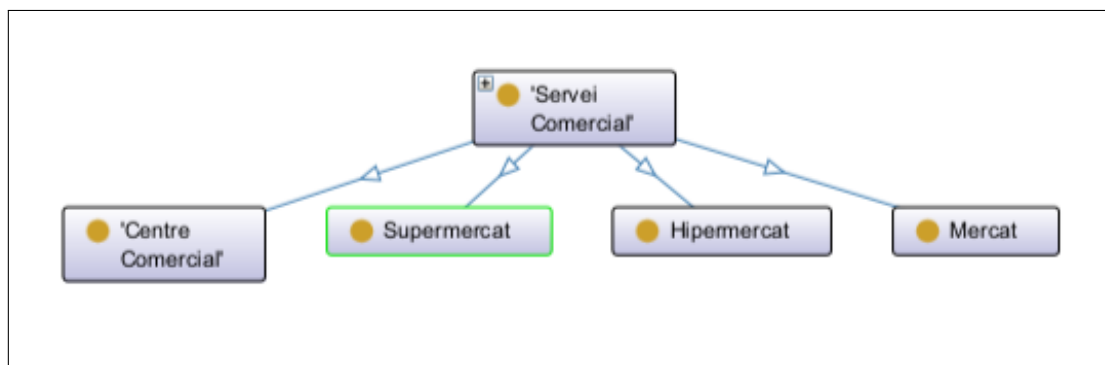 'Servei
Comercial'
'Centre
Comercial'
Supermercat
Hipermercat
Mercat